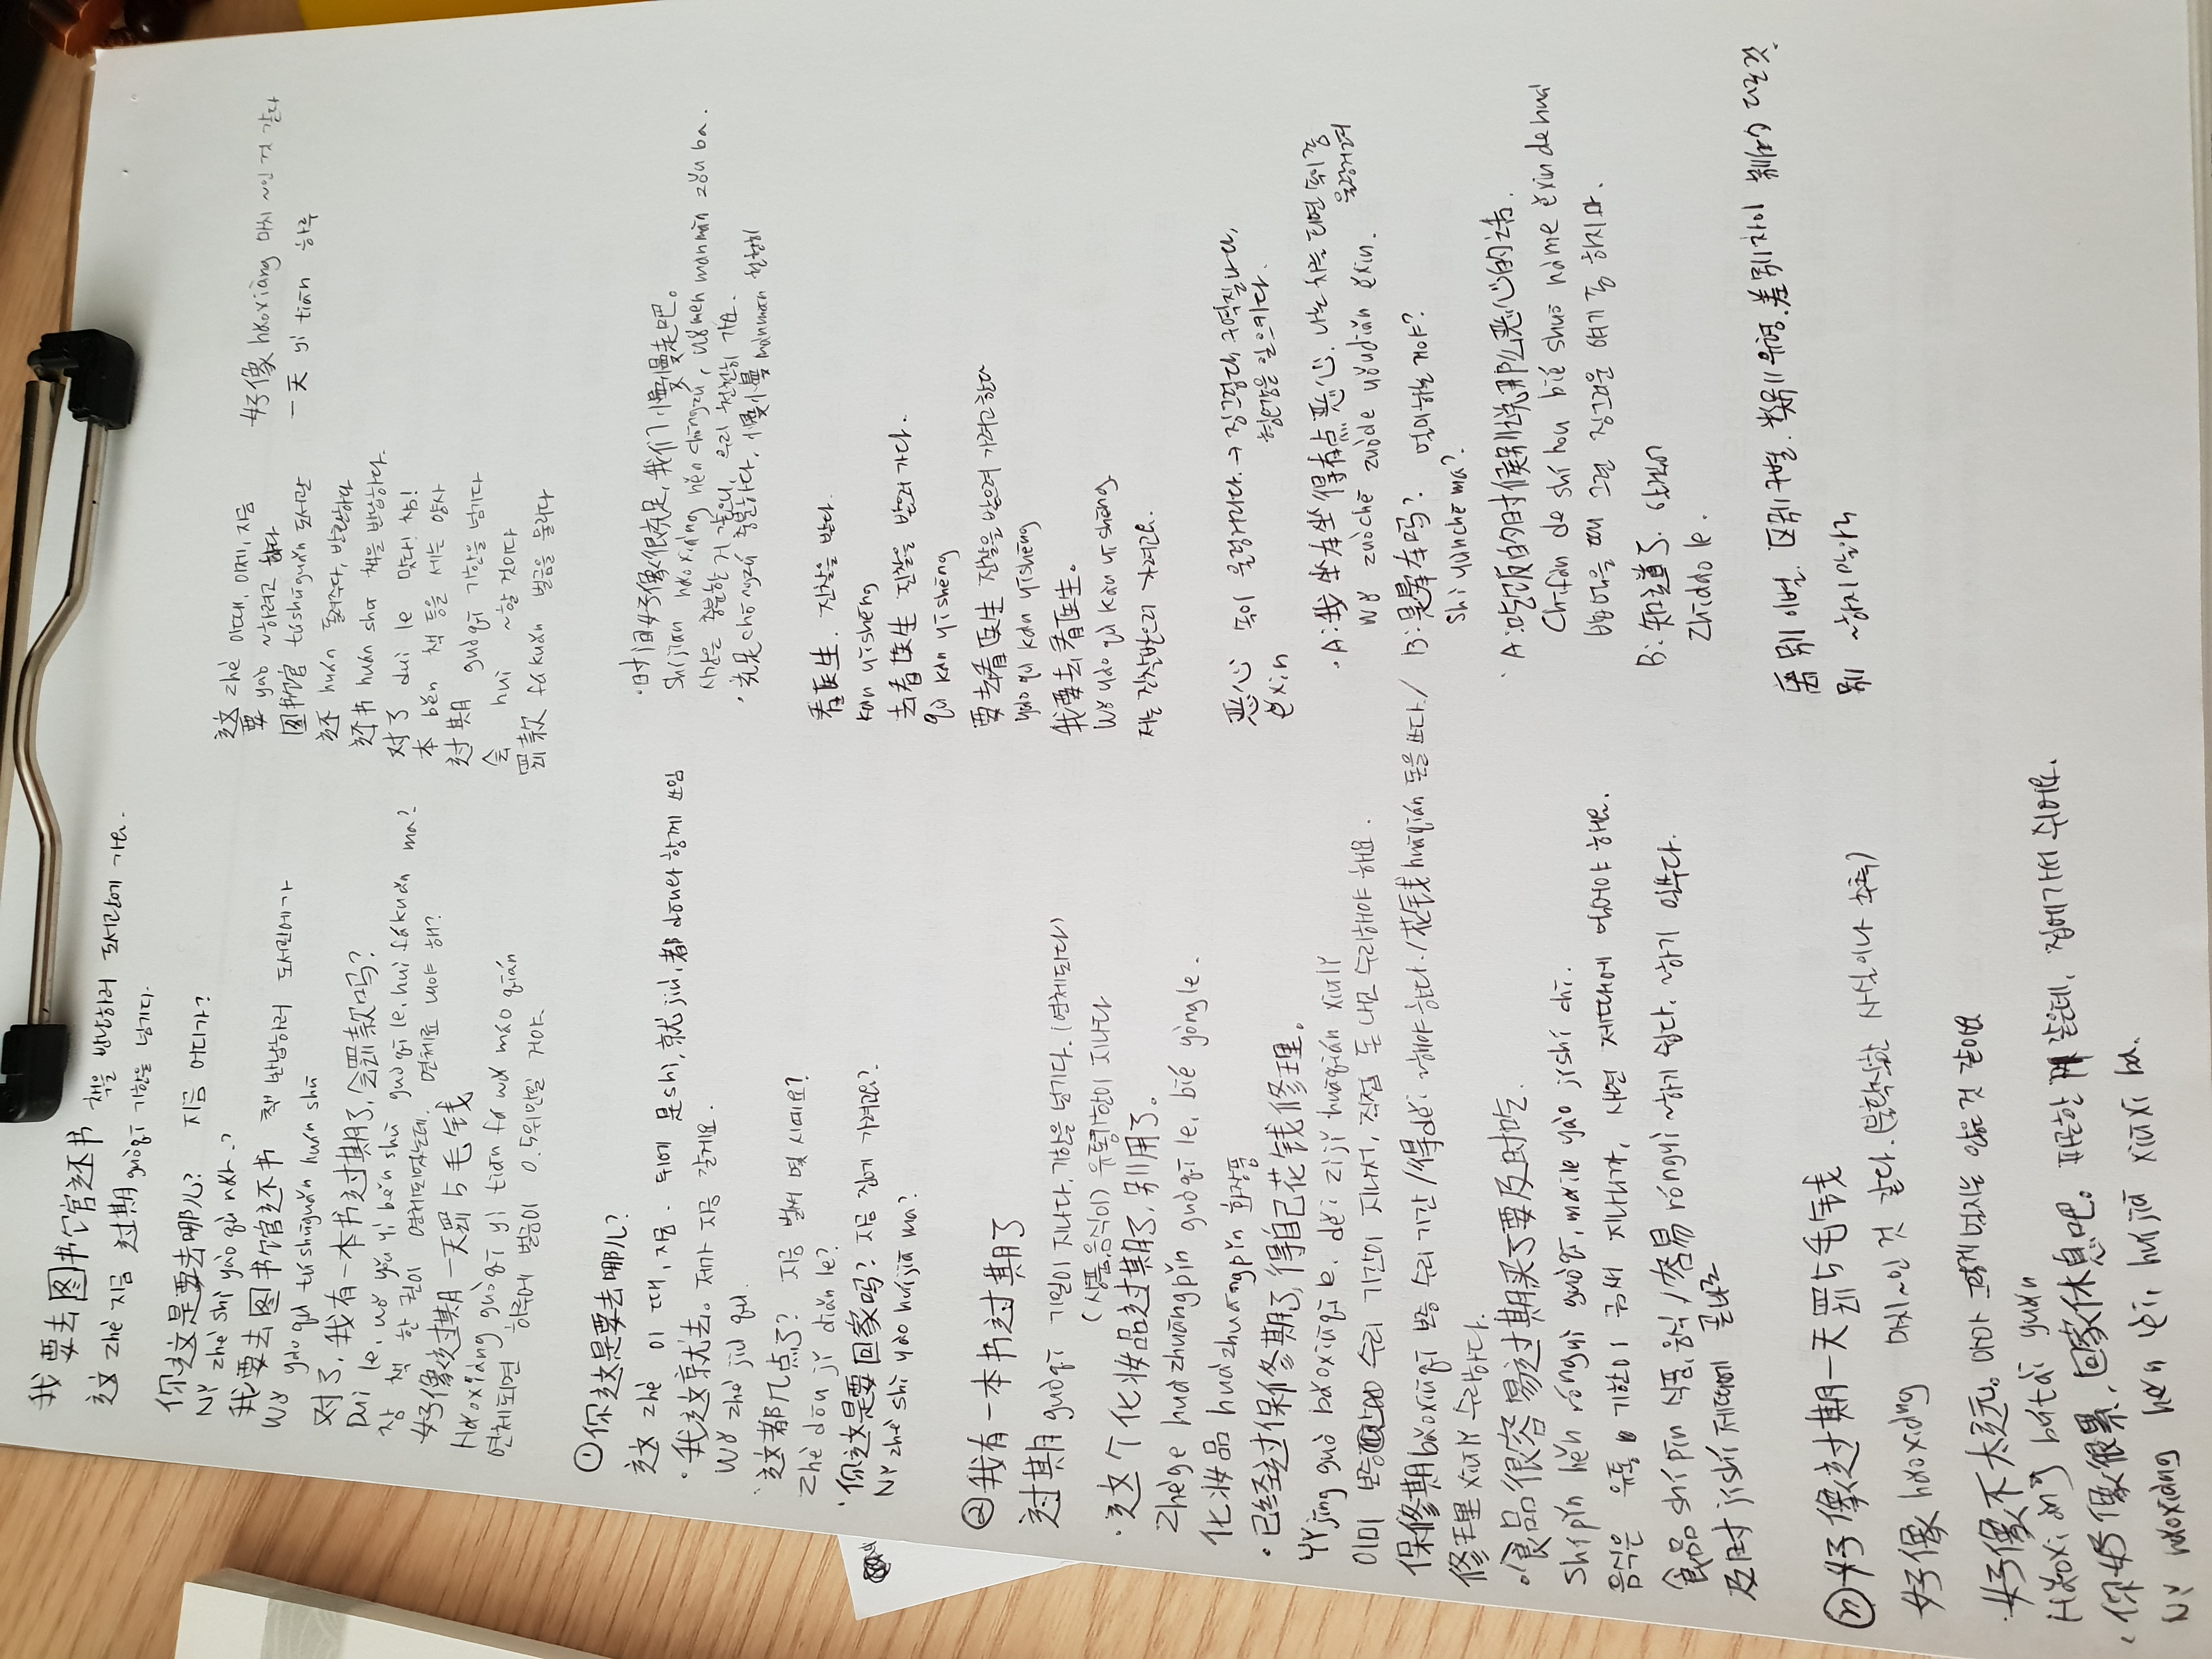 我要去图书馆还书 책을 반납하러 도서관에 가요.
这 zhè 지금 过期 guòqī 기한을 넘기다.
你这是要去哪儿? 지금 어디가?
Nǐ zhè shì yào qù nǎr.?
我要去图书馆还书 책 반납하러 도서관에가
Wǒ yào qù túshūguǎn huán shū
对了, 我有一本书过期了, 会罚款吗?
Duì le, wǒ yǒu yì běn shū guòqī le, huì fákuǎn ma?
참 책 한 권이 연체되었는데. 연체료 내야 해?
好像过期一天罚5毛钱
Hǎoxiàng guòqī yì tiān fá wǔ máo qián
연체되면 하루에 벌금이 0.5위안일 거야.
这 zhè 이때, 이제, 지금
要 yào ~하려고 하다
图书馆 túshūguǎn 도서관
还 huán 돌려주다, 반환하다
还书 huán shū 책을 반납하다.
对了 duì le 맞다! 참!
本 běn 책 등을 세는 양사
过期 guòqī 기한을 넘기다
会 huì ~할 것이다
罚款 fákuǎn 벌금을 물리다
好像 hǎoxiàng 마치 ~인 것 같다
一天 yì tiān 하루
① 你这是要去哪儿?
这 zhè 이 때, 지금. 뒤에 是shì, 就jiù, 都dōu와 함께 쓰임
· 我这就去。 제가 지금 갈게요.
Wǒ zhè jiù qù.
· 这都几点了? 지금 벌써 몇 시예요?
Zhè dōu jǐ diǎn le?
· 你这是要回家吗? 지금 집에 가려고요?
Nǐ zhè shì yào huíjiā ma?
② 我有一本书过期了
过期 guòqī 기일이 지나다, 기한을 넘기다. (연체되다)
(상품,음식이) 유통기한이 지나다
· 这个化妆品过期了, 别用了。
Zhège huàzhuāngpǐn guòqī le, bié yòngle.
化妆品 huàzhuāngpǐn 화장품
· 已经过保修期了, 得自己花钱修理。
Yǐjīng guò bǎoxiūqī le, děi zìjǐ huāqián xiūlǐ
이미 보증 수리 기간이 지나서, 직접 돈 내고 수리해야 해요.
保修期 bǎoxiūqī 보증 수리 기간 / 得děi ~해야 한다. / 花钱 huāqián 돈을 쓰다. /
修理 xiūlǐ 수리하다.
· 食品很容易过期买了要及时吃.
Shípǐn hěn róngyì guòqī, mǎile yào jíshí chī.
음식은 유통 기한이 금세 지나니까, 사면 제때에 먹어야 해요.
食品 shípǐn 식품, 음식 / 容易 róngyì ~하기 쉽다. ~하기 일쑤다.
及时 jíshí 제때에 곧바로
③ 好像过期一天罚5毛钱
好像 hǎoxiàng 마치~인 것 같다. (불확실한 사실이나 추측)
· 好像不太远。 아마 그렇게 멀지는 않은 것 같아요
Hǎoxiàng bútài yuǎn
· 你好像很累, 回家休息吧。 피곤한 거 같은데, 집에가서 쉬어요.
Nǐ hǎoxiàng hěn lèi, huíjiā xiūxi ba.
· 时间好像很充足, 我们慢慢走吧。
Shíjiān hǎoxiàng hěn chōngzú, wǒmen mànmàn zǒu ba.
시간은 충분한 거 같으니, 우리 천천히 가요.
· 充足 chōngzú 충분하다, 慢慢 mànmàn 천천히
看医生. 진찰을 받다.
kàn yīshēng
去看医生 진찰을 받으러 가다.
qù kàn yīshēng
要去看医生 진찰을 받으러 가려고한다
yào qù kàn yīshēng
我要去看医生。
Wǒ yào qù kàn yīshēng.
저는 진찰받으러 가려고요.
恶心 속이 울렁거리다. → 징그럽다, 구역질나다,
ěxin 혐오감을 일으키다.
· A: 我坐车坐得有点恶心. 나는 차를 타면 속이 좀
울렁거려
Wǒ zuòchē zuòde yǒudiǎn ěxin.
B: 是晕车吗? 멀미하는 거야?
Shì yùnchē ma?
· A: 吃饭的时候别说那么恶心的话.
Chīfàn de shíhou bié shuō nàme ěxin de huà
밥먹을 때 그런 징그러운 얘기 좀 하지마.
B: 知道了. 알겠어
Zhīdào le.
离别 이별. 区别 구별. 类别 유형. 差别 차이 别的 다른것.
别 ~하지말아라